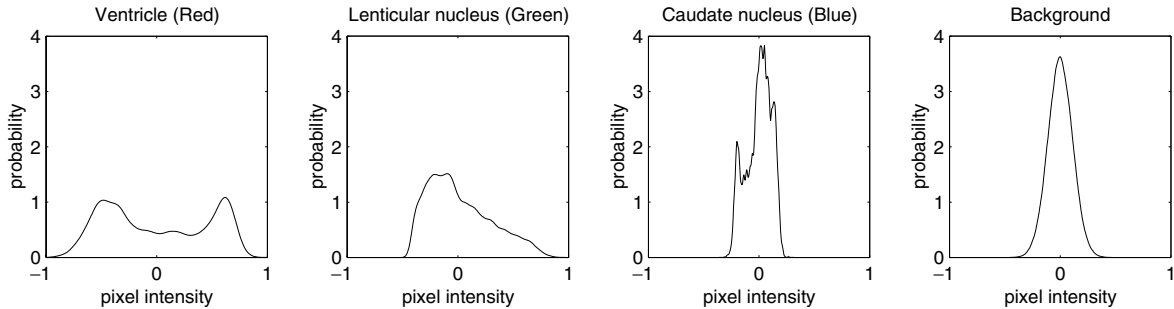 Ventricle (Red)
4
3
2
1
0
probability
−1
0
1
pixel intensity
Lenticular nucleus (Green)
4
3
2
1
0
probability
−1
0
1
pixel intensity
Caudate nucleus (Blue)
4
3
2
1
0
probability
−1
0
1
pixel intensity
Background
4
3
2
1
0
probability
−1
0
1
pixel intensity